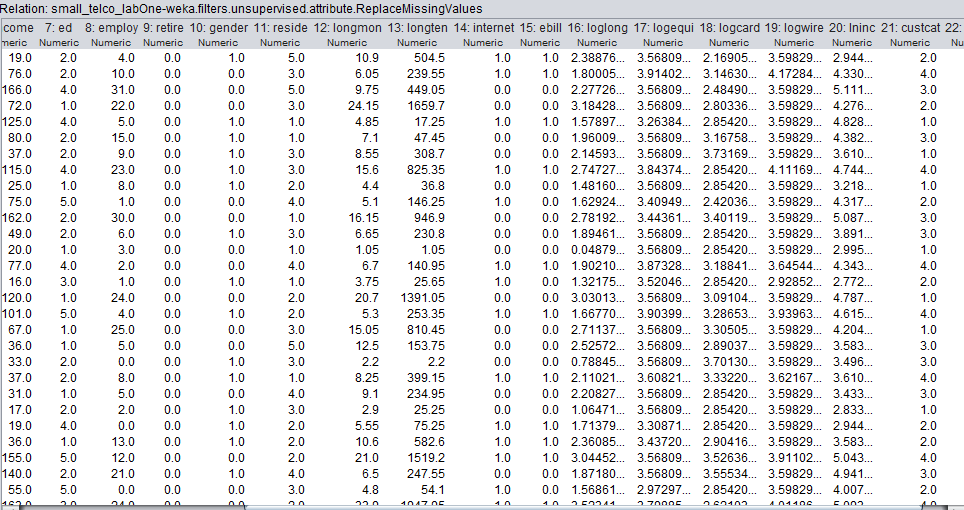 Relation: small_telco_labOne-weka.filters.unsupervised.attribute.ReplaceMissingValues
come 7: ed 8: employ 9: retire 10: gender 11: reside 12: longmon 13: longten 14: internet 15: ebill 16: loglong 17: logequi 18: logcard 19: logwire 20: lninc 21: custcat 22:
meric Numeric Numeric Numeric Numeric Numeric Numeric Numeric Numeric Numeric Numeric Numeric Numeric Numeric Numeric Numeric Nu
19.0 2.0 4.0 0.0 1.0 5.0 10.9 504.5 1.0 1.0 2.38876... 3.56809... 2.16905... 3.59829... 2.944... 2.0
76.0 2.0 10.0 0.0 1.0 3.0 6.05 239.55 1.0 1.0 1.80005... 3.91402... 3.14630... 4.17284... 4.330... 4.0
166.0 4.0 31.0 0.0 0.0 5.0 9.75 449.05 0.0 0.0 2.27726... 3.56809... 2.48490... 3.59829... 5.111... 3.0
72.0 1.0 22.0 0.0 0.0 3.0 24.15 1659.7 0.0 0.0 3.18428... 3.56809... 2.80336... 3.59829... 4.276... 2.0
125.0 4.0 5.0 0.0 1.0 1.0 4.85 17.25 1.0 1.0 1.57897... 3.26384... 2.85420... 3.59829... 4.828... 1.0
80.0 2.0 15.0 0.0 1.0 1.0 7.1 47.45 0.0 0.0 1.96009... 3.56809... 3.16758... 3.59829... 4.382... 3.0
37.0 2.0 9.0 0.0 1.0 3.0 8.55 308.7 0.0 0.0 2.14593... 3.56809... 3.73169... 3.59829... 3.610... 1.0
115.0 4.0 23.0 0.0 1.0 3.0 15.6 825.35 1.0 1.0 2.74727... 3.84374... 2.85420... 4.11169... 4.744... 4.0
25.0 1.0 8.0 0.0 1.0 2.0 4.4 36.8 0.0 0.0 1.48160... 3.56809... 2.85420... 3.59829... 3.218... 1.0
75.0 5.0 1.0 0.0 0.0 4.0 5.1 146.25 1.0 0.0 1.62924... 3.40949... 2.42036... 3.59829... 4.317... 2.0
162.0 2.0 30.0 0.0 0.0 1.0 16.15 946.9 1.0 0.0 2.78192... 3.44361... 3.40119... 3.59829... 5.087... 3.0
49.0 2.0 6.0 0.0 1.0 3.0 6.65 230.8 0.0 0.0 1.89461... 3.56809... 2.85420... 3.59829... 3.891... 3.0
20.0 1.0 3.0 0.0 0.0 1.0 1.05 1.05 0.0 0.0 0.04879... 3.56809... 2.85420... 3.59829... 2.995... 1.0
77.0 4.0 2.0 0.0 0.0 4.0 6.7 140.95 1.0 1.0 1.90210... 3.87328... 3.18841... 3.64544... 4.343... 4.0
16.0 3.0 1.0 0.0 1.0 1.0 3.75 25.65 1.0 0.0 1.32175... 3.52046... 2.85420... 2.92852... 2.772... 2.0
120.0 1.0 24.0 0.0 0.0 2.0 20.7 1391.05 0.0 0.0 3.03013... 3.56809... 3.09104... 3.59829... 4.787... 1.0
101.0 5.0 4.0 0.0 1.0 2.0 5.3 253.35 1.0 1.0 1.66770... 3.90399... 3.28653... 3.93963... 4.615... 4.0
67.0 1.0 25.0 0.0 0.0 3.0 15.05 810.45 0.0 0.0 2.71137... 3.56809... 3.30505... 3.59829... 4.204... 1.0
36.0 1.0 5.0 0.0 0.0 5.0 12.5 153.75 0.0 0.0 2.52572... 3.56809... 2.89037... 3.59829... 3.583... 3.0
33.0 2.0 0.0 0.0 1.0 3.0 2.2 2.2 0.0 0.0 0.78845... 3.56809... 3.70130... 3.59829... 3.496... 3.0
37.0 2.0 8.0 0.0 1.0 1.0 8.25 399.15 1.0 1.0 2.11021... 3.60821... 3.33220... 3.62167... 3.610... 4.0
31.0 1.0 5.0 0.0 0.0 4.0 9.1 234.95 0.0 0.0 2.20827... 3.56809... 2.85420... 3.59829... 3.433... 3.0
17.0 2.0 2.0 0.0 1.0 3.0 2.9 25.25 0.0 0.0 1.06471... 3.56809... 2.85420... 3.59829... 2.833... 1.0
19.0 4.0 0.0 0.0 1.0 2.0 5.55 75.25 1.0 0.0 1.71379... 3.30871... 2.85420... 3.59829... 2.944... 2.0
36.0 1.0 13.0 0.0 1.0 2.0 10.6 582.6 1.0 1.0 2.36085... 3.43720... 2.90416... 3.59829... 3.583... 2.0
155.0 5.0 12.0 0.0 0.0 2.0 21.0 1519.2 1.0 1.0 3.04452... 3.56809... 3.52636... 3.91102... 5.043... 4.0
140.0 2.0 21.0 0.0 1.0 4.0 6.5 247.55 1.0 0.0 1.87180... 3.56809... 3.55534... 3.59829... 4.941... 3.0
55.0 5.0 0.0 0.0 0.0 3.0 4.8 54.1 1.0 0.0 1.56861... 2.97297... 2.85420... 3.59829... 4.007... 2.0